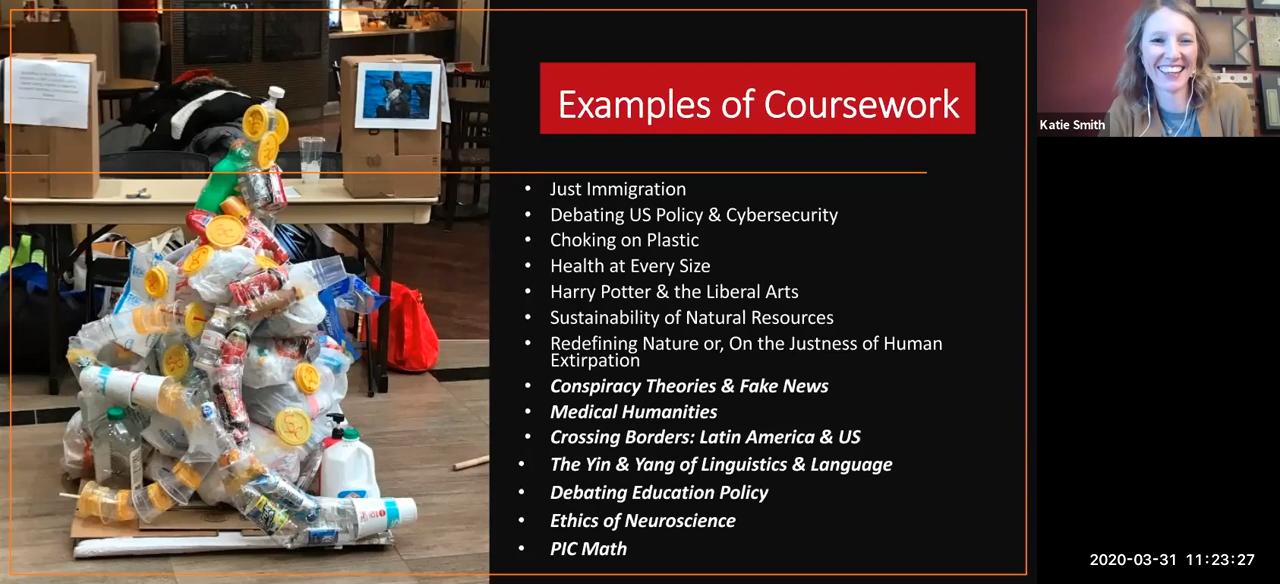 Examples of Coursework
Katie Smith
Just Immigration
Debating US Policy & Cybersecurity
Choking on Plastic
Health at Every Size
Harry Potter & the Liberal Arts
Sustainability of Natural Resources
Redefining Nature or, On the Justness of Human
Extirpation
Conspiracy Theories & Fake News
Medical Humanities
Crossing Borders: Latin America & US
The Yin & Yang of Linguistics & Language
Debating Education Policy
Ethics of Neuroscience
PIC Math
2020-03-31 11:23:27